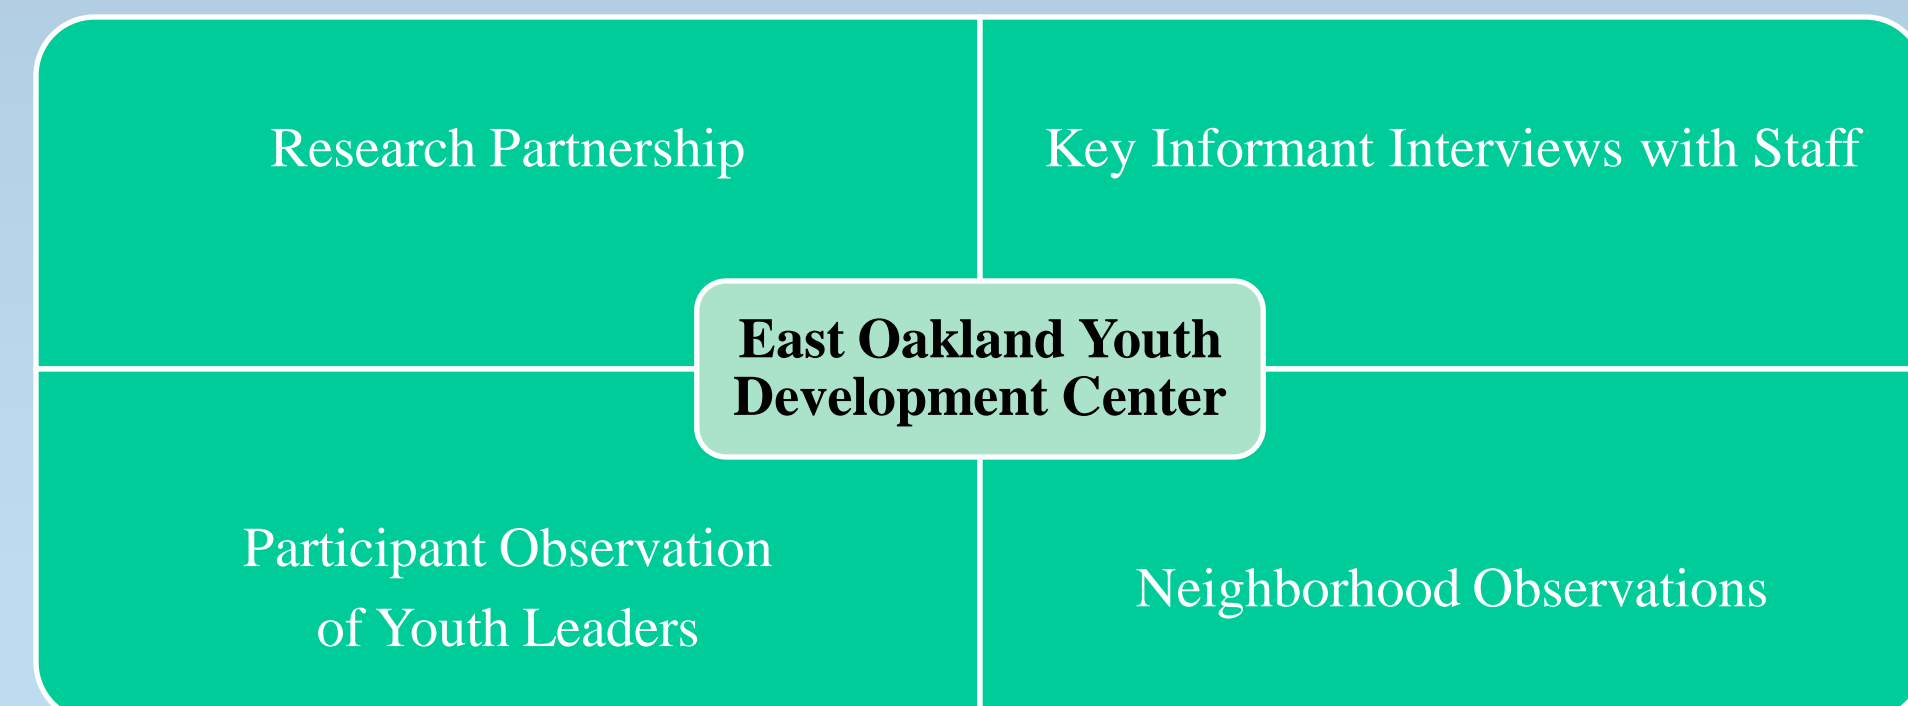 Research Partnership
Key Informant Interviews with Staff
East Oakland Youth
Development Center
Participant Observation
of Youth Leaders
Neighborhood Observations